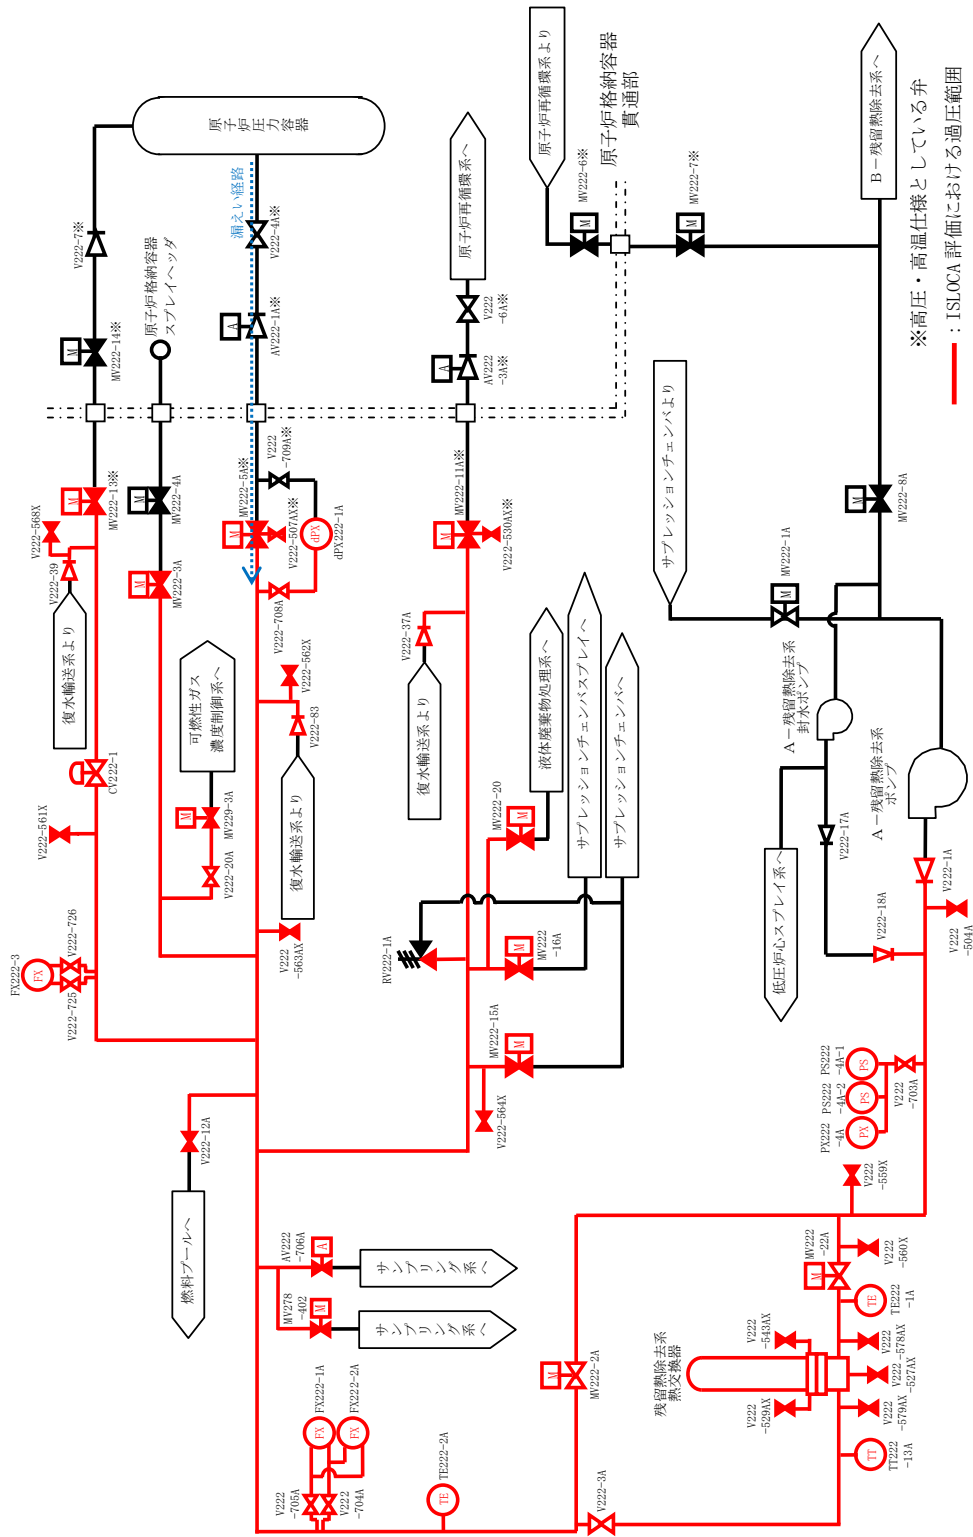 原子炉圧力容器
V222-7※
MV222-14※
原子炉格納容器
スプレイヘッダ
漏えい経路
V222-4A※
AV222-1A※
原子炉再循環系へ
V222
-6A※
AV222
-3A※
原子炉再循環系より
MV222-6※
原子炉格納容器
貫通部
MV222-7※
B－残留熱除去系へ
※高圧・高温仕様としている弁
：ISLOCA 評価における過圧範囲
M
M
M
A
A
MV222-13※
V222-568X
V222-39
復水輸送系より
CV222-1
V222-561X
M
MV222-4A
M
MV222-3A
M
MV222-5A※
M
V222
-709A※
V222-507AX※
dPX
dPX222-1A
V222-708A
MV222-11A※
M
V222-530AX※
V222-37A
復水輸送系より
サプレッションチェンバより
MV222-1A
M
MV222-8A
M
可燃性ガス
濃度制御系へ
MV229-3A
M
V222-20A
V222-562X
V222-83
復水輸送系より
V222
-563AX
液体廃棄物処理系へ
サプレッションチェンバスプレイへ
サプレッションチェンバへ
MV222-20
M
MV222
-16A
M
RV222-1A
MV222-15A
M
V222-564X
A－残留熱除去系
封水ポンプ
A－残留熱除去系
ポンプ
V222-17A
低圧炉心スプレイ系へ
V222-18A
V222-1A
V222
-504A
FX222-3
FX
V222-726
V222-725
V222-12A
燃料プールへ
PS222
-4A-1
PS
PS222
-4A-2
PS
PX222
-4A
PX
V222
-703A
V222
-559X
AV222
-706A
A
サンプリング系へ
MV278
-402
M
サンプリング系へ
MV222
-22A
M
V222
-560X
TE222
-1A
TE
V222
-543AX
V222
-578AX
V222
-527AX
V222
-529AX
V222
-579AX
残留熱除去系
熱交換器
TT222
-13A
TT
MV222-2A
M
V222-3A
FX222-1A
FX
FX222-2A
FX
V222
-705A
V222
-704A
TE222-2A
TE